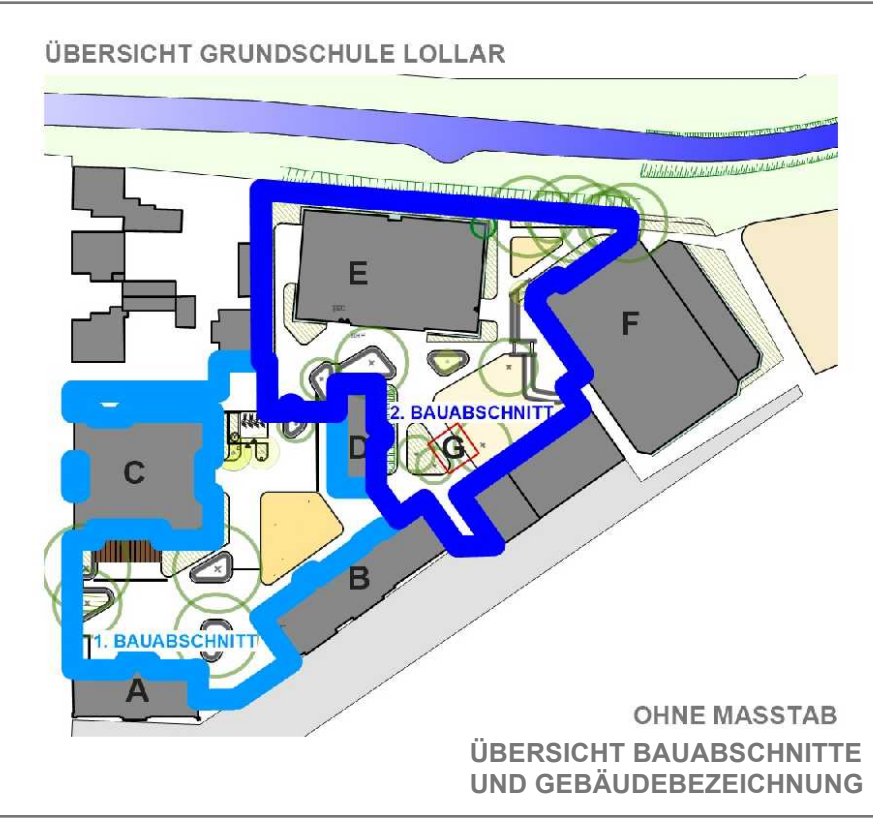 ÜBERSICHT GRUNDSCHULE LOLLAR
E
F
2. BAUABSCHNITT
D
G
C
B
1. BAUABSCHNITT
A
OHNE MASSTAB
ÜBERSICHT BAUABSCHNITTE
UND GEBÄUDEBEZEICHNUNG